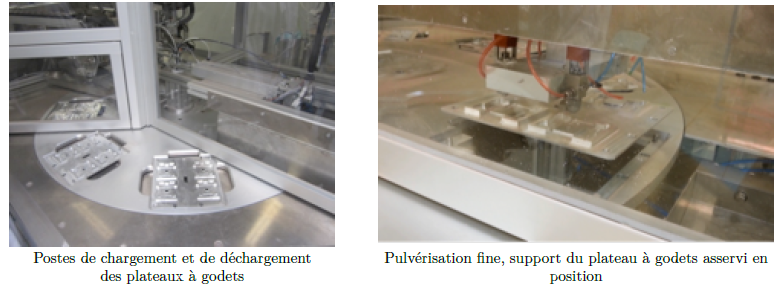 Postes de chargement et de déchargement
des plateaux à godets
Pulvérisation fine, support du plateau à godets asservi en
position